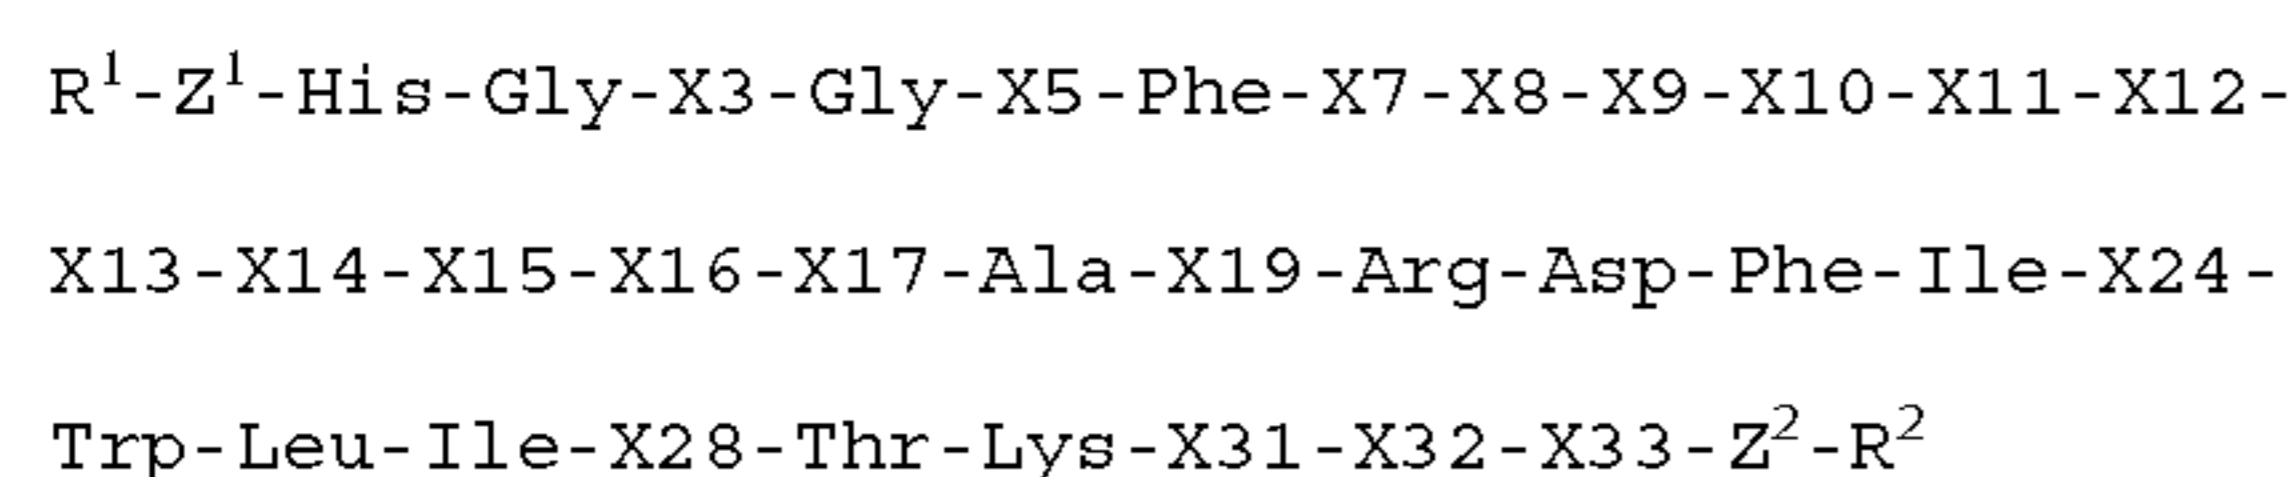 R¹-Z¹-His-Gly-X3-Gly-X5-Phe-X7-X8-X9-X10-X11-X12-
X13-X14-X15-X16-X17-Ala-X19-Arg-Asp-Phe-Ile-X24-
Trp-Leu-Ile-X28-Thr-Lys-X31-X32-X33-Z²-R²